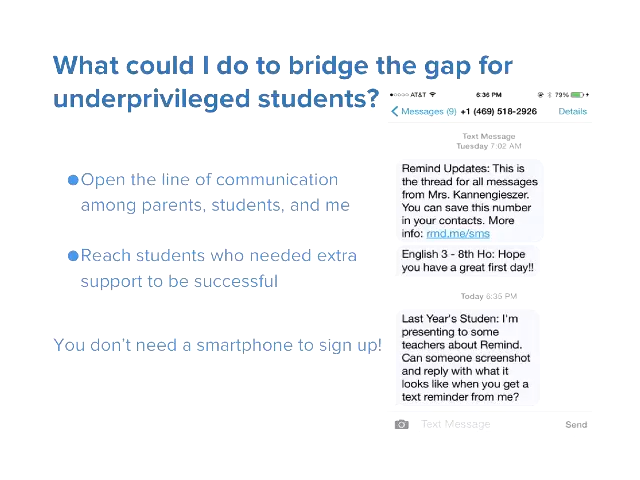 What could I do to bridge the gap for
underprivileged students?
Open the line of communication
among parents, students, and me
Reach students who needed extra
support to be successful
You don't need a smartphone to sign up!
AT&T 6:36 PM 79%
Messages (9) +1 (469) 518-2926 Details
Text Message
Tuesday 7:02 AM
Remind Updates: This is
the thread for all messages
from Mrs. Kannengieszer.
You can save this number
in your contacts. More
info: rmd.me/sms
English 3 - 8th Ho: Hope
you have a great first day!!
Today 6:35 PM
Last Year's Studen: I'm
presenting to some
teachers about Remind.
Can someone screenshot
and reply with what it
looks like when you get a
text reminder from me?
Text Message Send